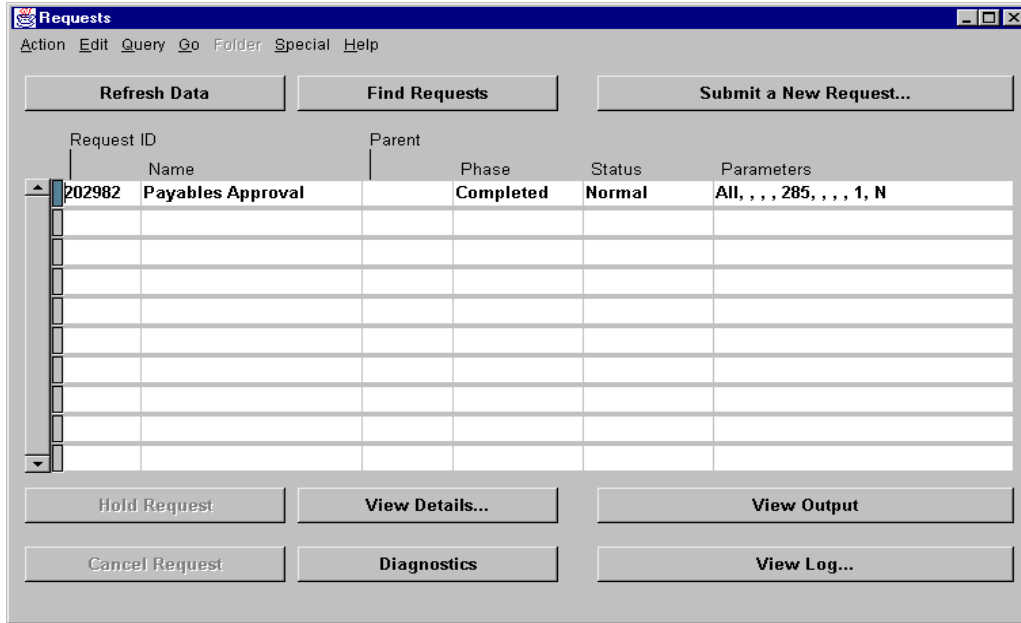 Requests
Action Edit Query Go Folder Special Help
Refresh Data Find Requests Submit a New Request...
Request ID Parent
Name Phase Status Parameters
202982 Payables Approval Completed Normal All, , , , 285, , , , 1, N
Hold Request View Details... View Output
Cancel Request Diagnostics View Log...